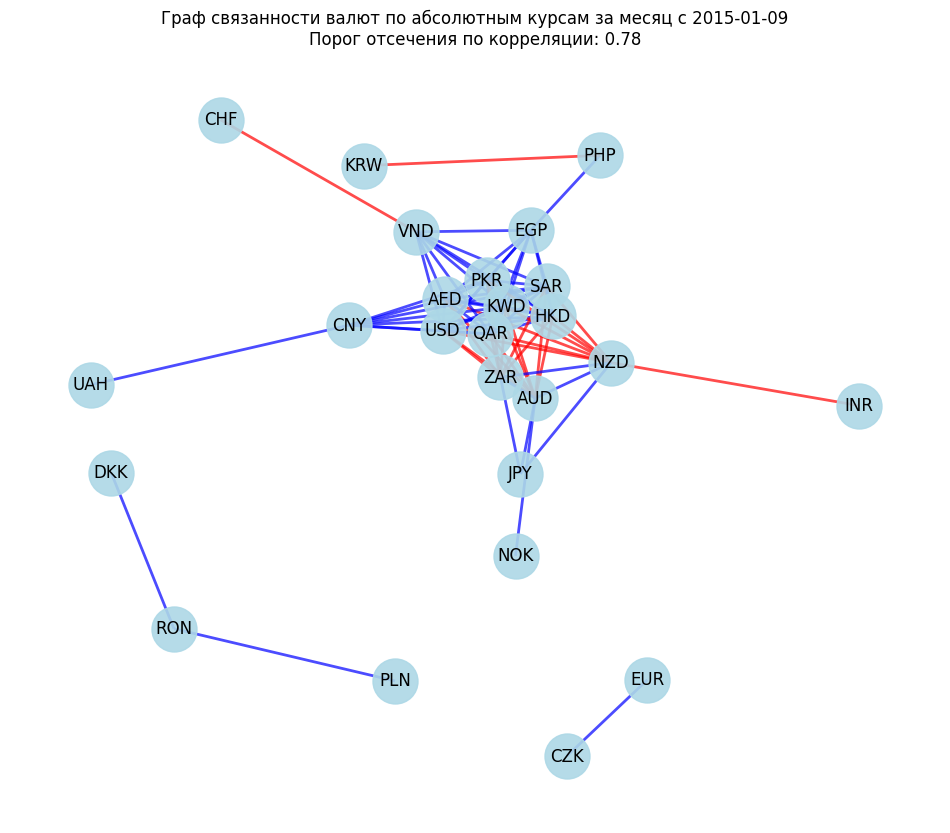 Граф связанности валют по абсолютным курсам за месяц с 2015-01-09
Порог отсечения по корреляции: 0.78
CHF
KRW
PHP
VND
EGP
PKR
SAR
AED
KWD
HKD
CNY
USD
QAR
NZD
ZAR
UAH
AUD
INR
DKK
JPY
NOK
RON
PLN
EUR
CZK